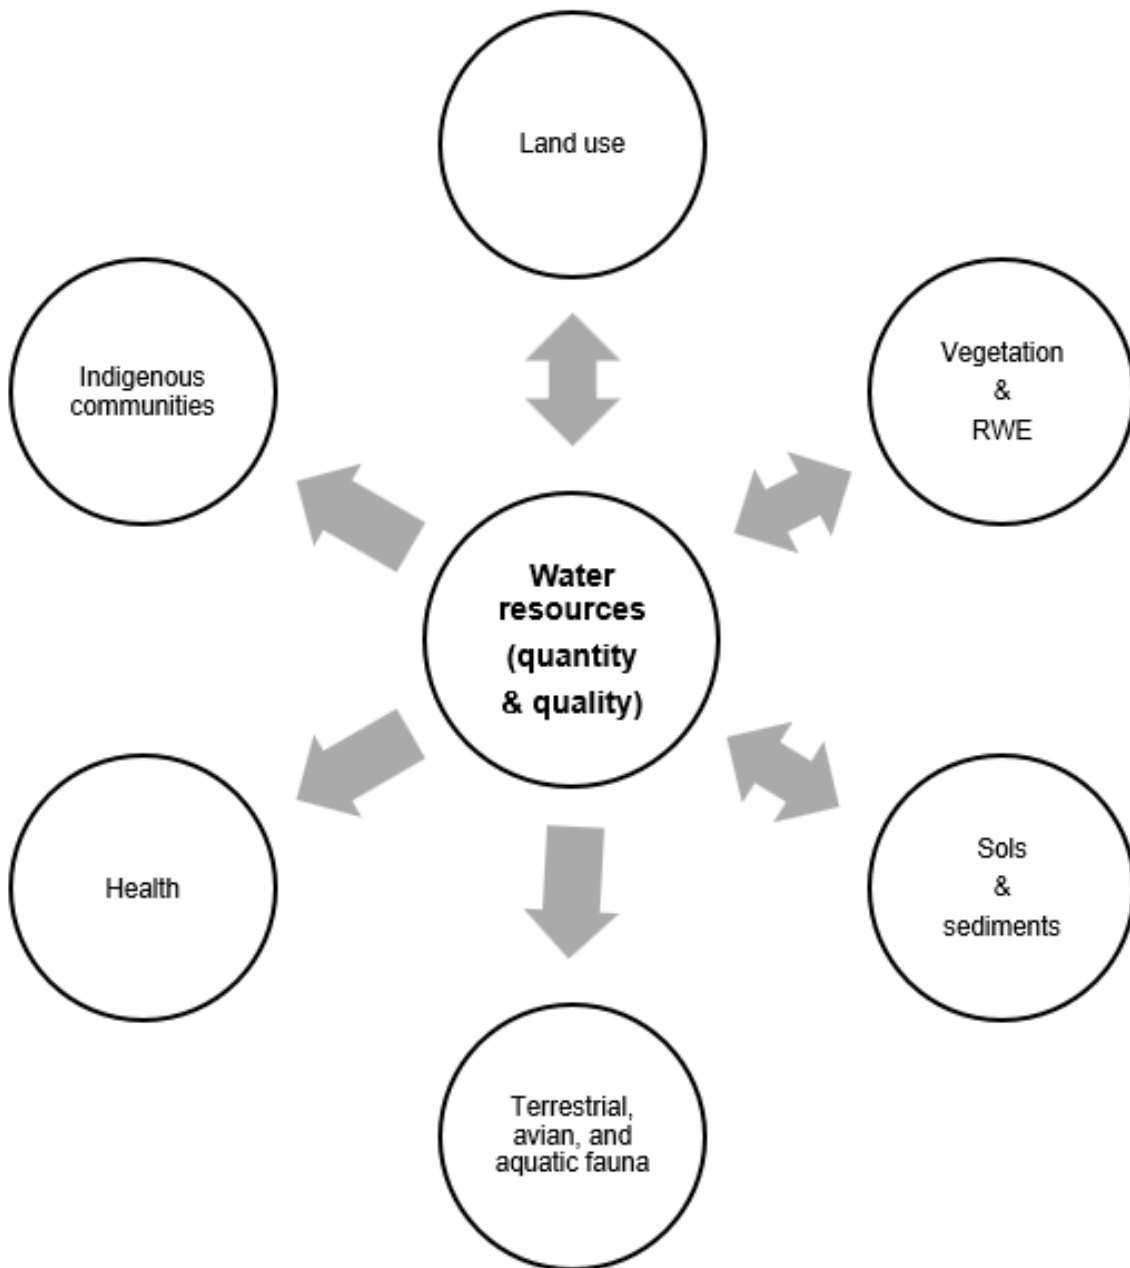 Land use
Vegetation
&
RWE
Indigenous
communities
Water
resources
(quantity
& quality)
Sols
&
sediments
Health
Terrestrial,
avian, and
aquatic fauna